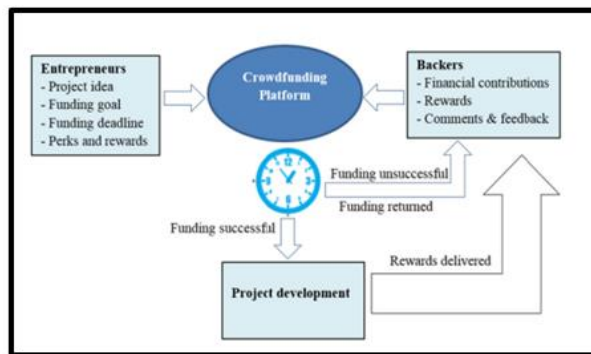 Entrepreneurs
- Project idea
- Funding goal
- Funding deadline
- Perks and rewards
Crowdfunding
Platform
Backers
- Financial contributions
- Rewards
- Comments & feedback
12
Funding unsuccessful
Funding returned
Funding successful
Rewards delivered
Project development